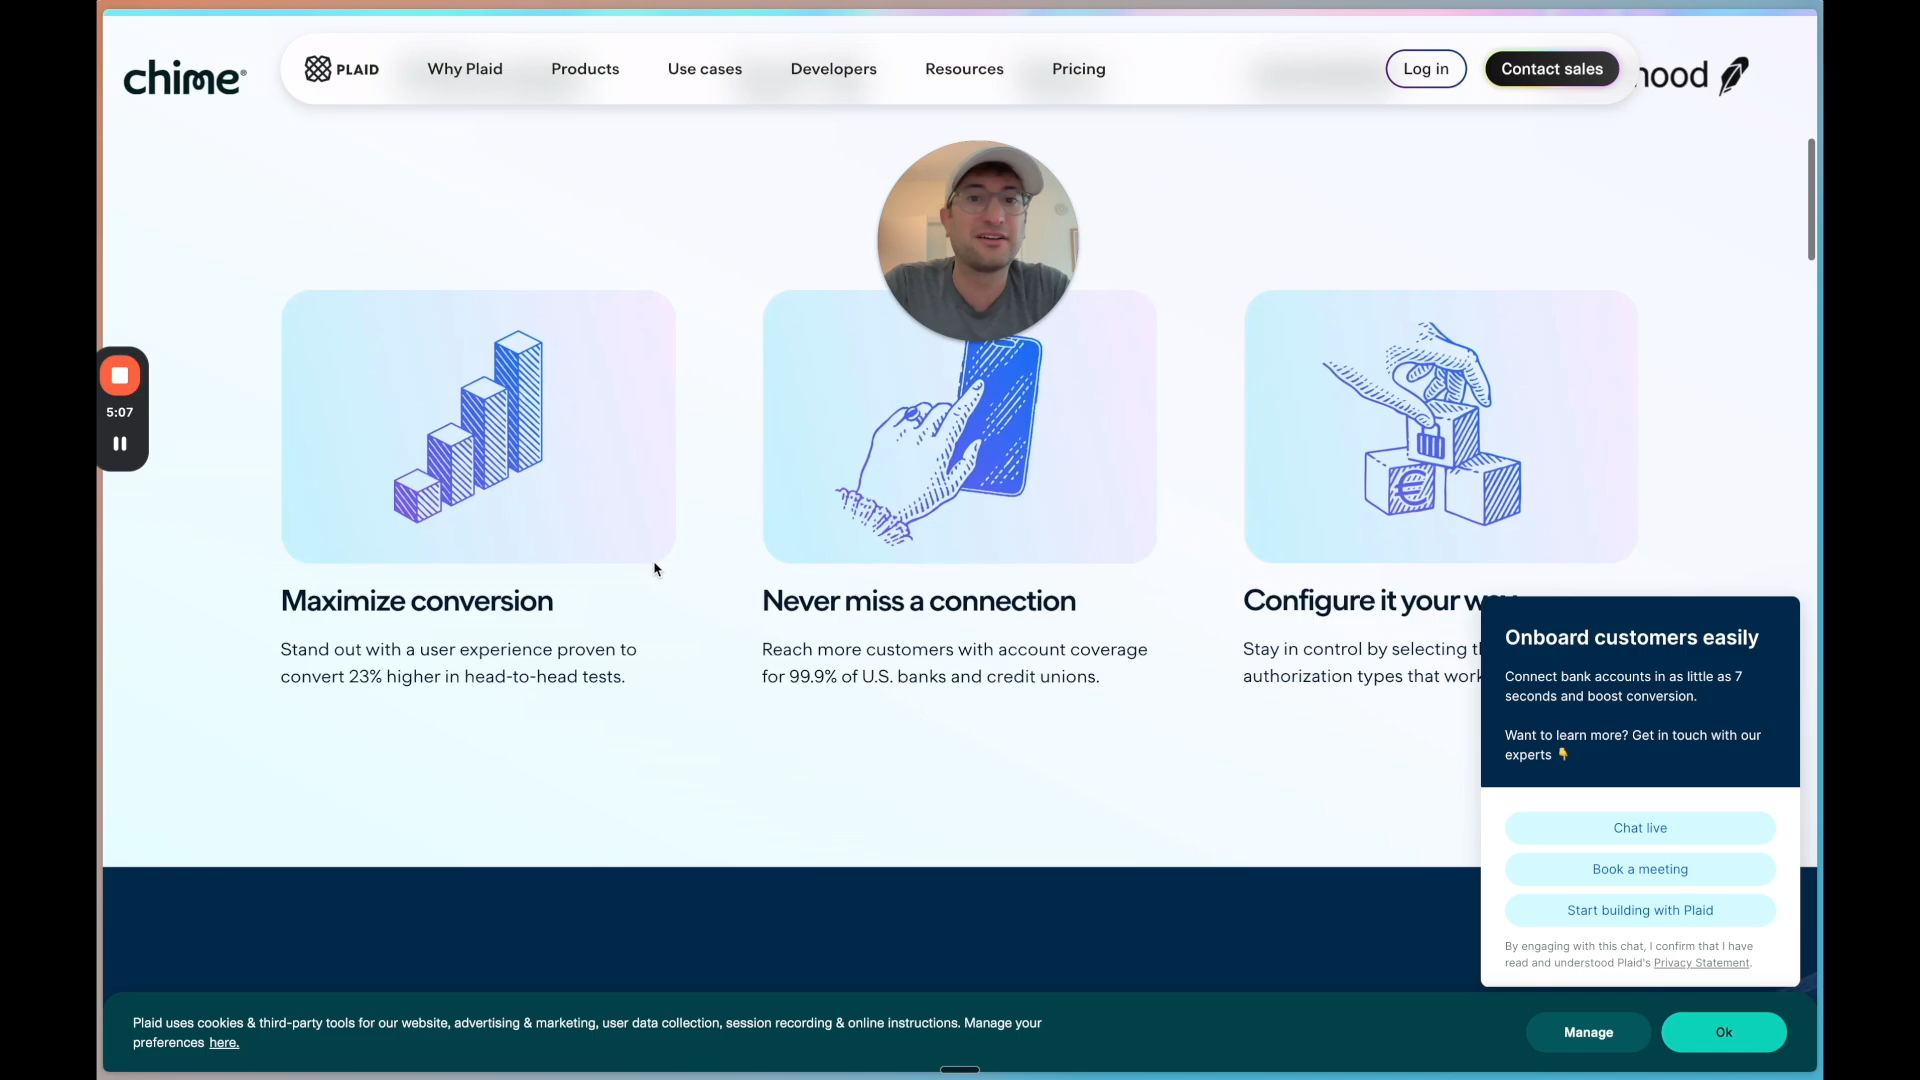 chime®
PLAID
Why Plaid
Products
Use cases
Developers
Resources
Pricing
Log in
Contact sales
hood
5:07
€
Maximize conversion
Stand out with a user experience proven to
convert 23% higher in head-to-head tests.
Never miss a connection
Reach more customers with account coverage
for 99.9% of U.S. banks and credit unions.
Configure it your way
Stay in control by selecting
authorization types that work
Onboard customers easily
Connect bank accounts in as little as 7
seconds and boost conversion.
Want to learn more? Get in touch with our
experts 👇
Chat live
Book a meeting
Start building with Plaid
By engaging with this chat, I confirm that I have
read and understood Plaid's Privacy Statement.
Plaid uses cookies & third-party tools for our website, advertising & marketing, user data collection, session recording & online instructions. Manage your
preferences here.
Manage
Ok